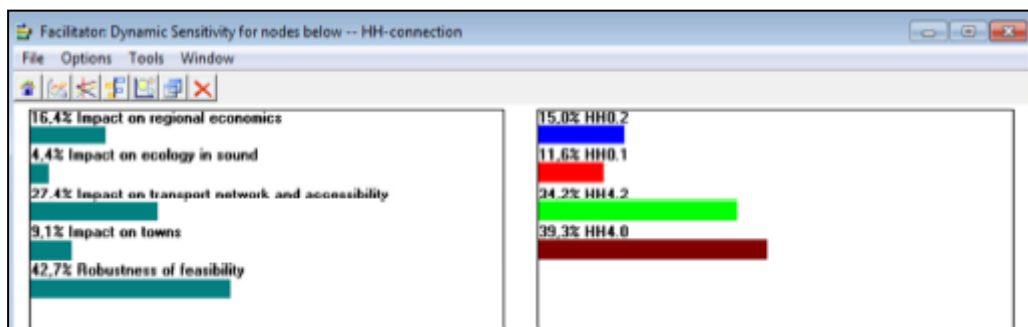 Facilitator: Dynamic Sensitivity for nodes below -- HH-connection
File Options Tools Window
16,4% Impact on regional economics
4,4% Impact on ecology in sound
27,4% Impact on transport network and accessibility
9,1% Impact on towns
42,7% Robustness of feasibility
15,0% HH0.2
11,6% HH0.1
34,2% HH4.2
39,3% HH4.0